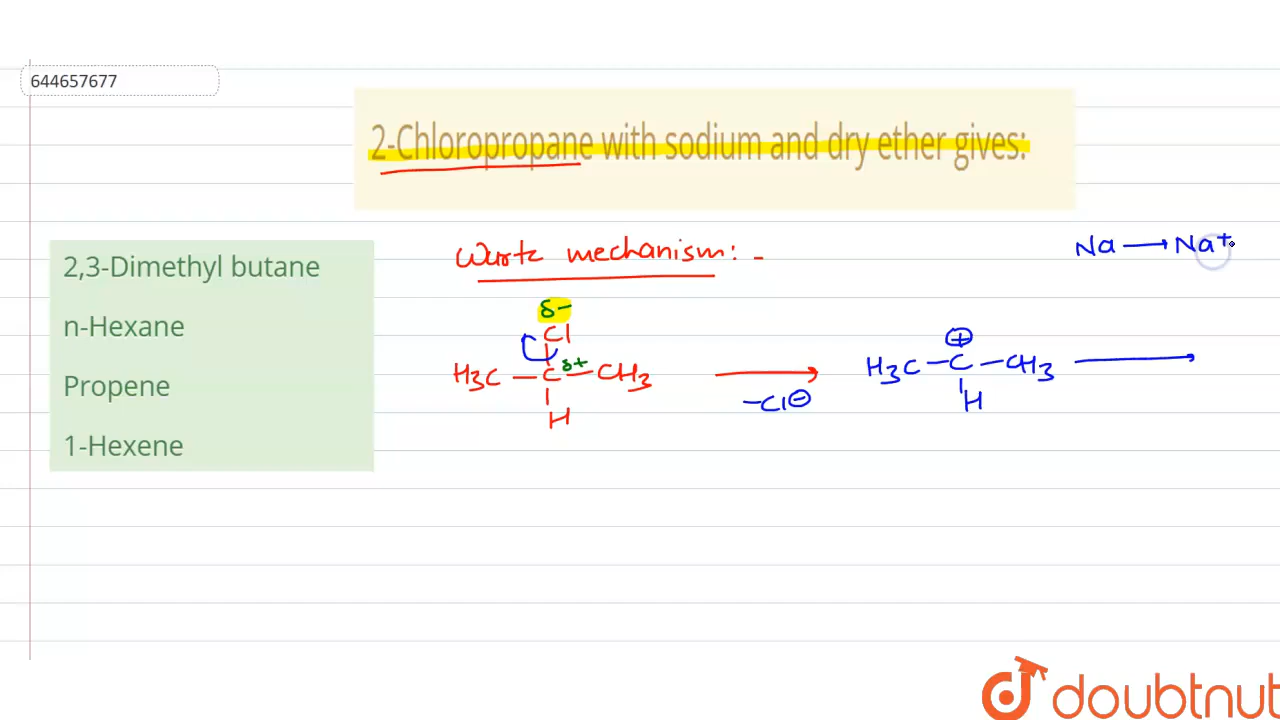 644657677
2-Chloropropane with sodium and dry ether gives:
2,3-Dimethyl butane
n-Hexane
Propene
1-Hexene
Wurtz mechanism: -
Na → Na+
δ-
Cl
H3C - C δ+ - CH3
H
-Cl⊖
⊕
H3C - C - CH3
H
doubtnut